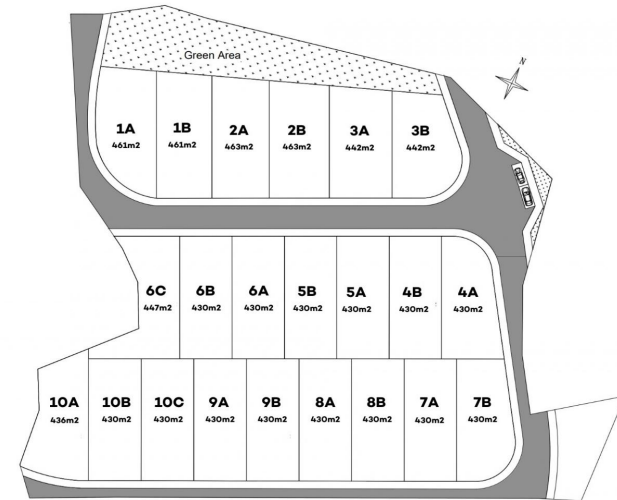 Green Area
N
1A
461m2
1B
461m2
2A
463m2
2B
463m2
3A
442m2
3B
442m2
6C
447m2
6B
430m2
6A
430m2
5B
430m2
5A
430m2
4B
430m2
4A
430m2
10A
436m2
10B
430m2
10C
430m2
9A
430m2
9B
430m2
8A
430m2
8B
430m2
7A
430m2
7B
430m2